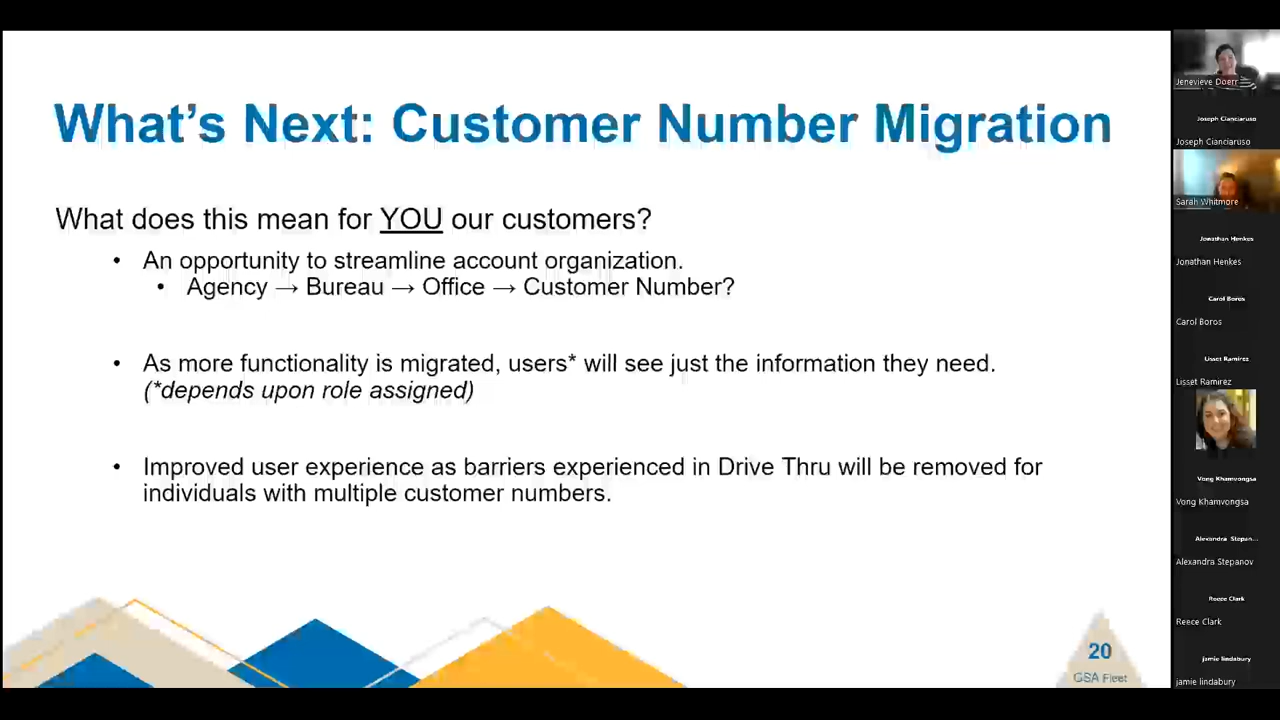 What's Next: Customer Number Migration
What does this mean for YOU our customers?
• An opportunity to streamline account organization.
• Agency → Bureau → Office → Customer Number?
• As more functionality is migrated, users* will see just the information they need.
(*depends upon role assigned)
• Improved user experience as barriers experienced in Drive Thru will be removed for
individuals with multiple customer numbers.
20
GSA Fleet
Jenevieve Doerr
Joseph Cianciaruso
Joseph Cianciaruso
Sarah Whitmore
Jonathan Henkes
Jonathan Henkes
Carol Boros
Carol Boros
Lisset Ramirez
Lisset Ramirez
Vong Khamvongsa
Vong Khamvongsa
Alexandra Stepan...
Alexandra Stepanov
Reece Clark
Reece Clark
jamie lindabury
jamie lindabury